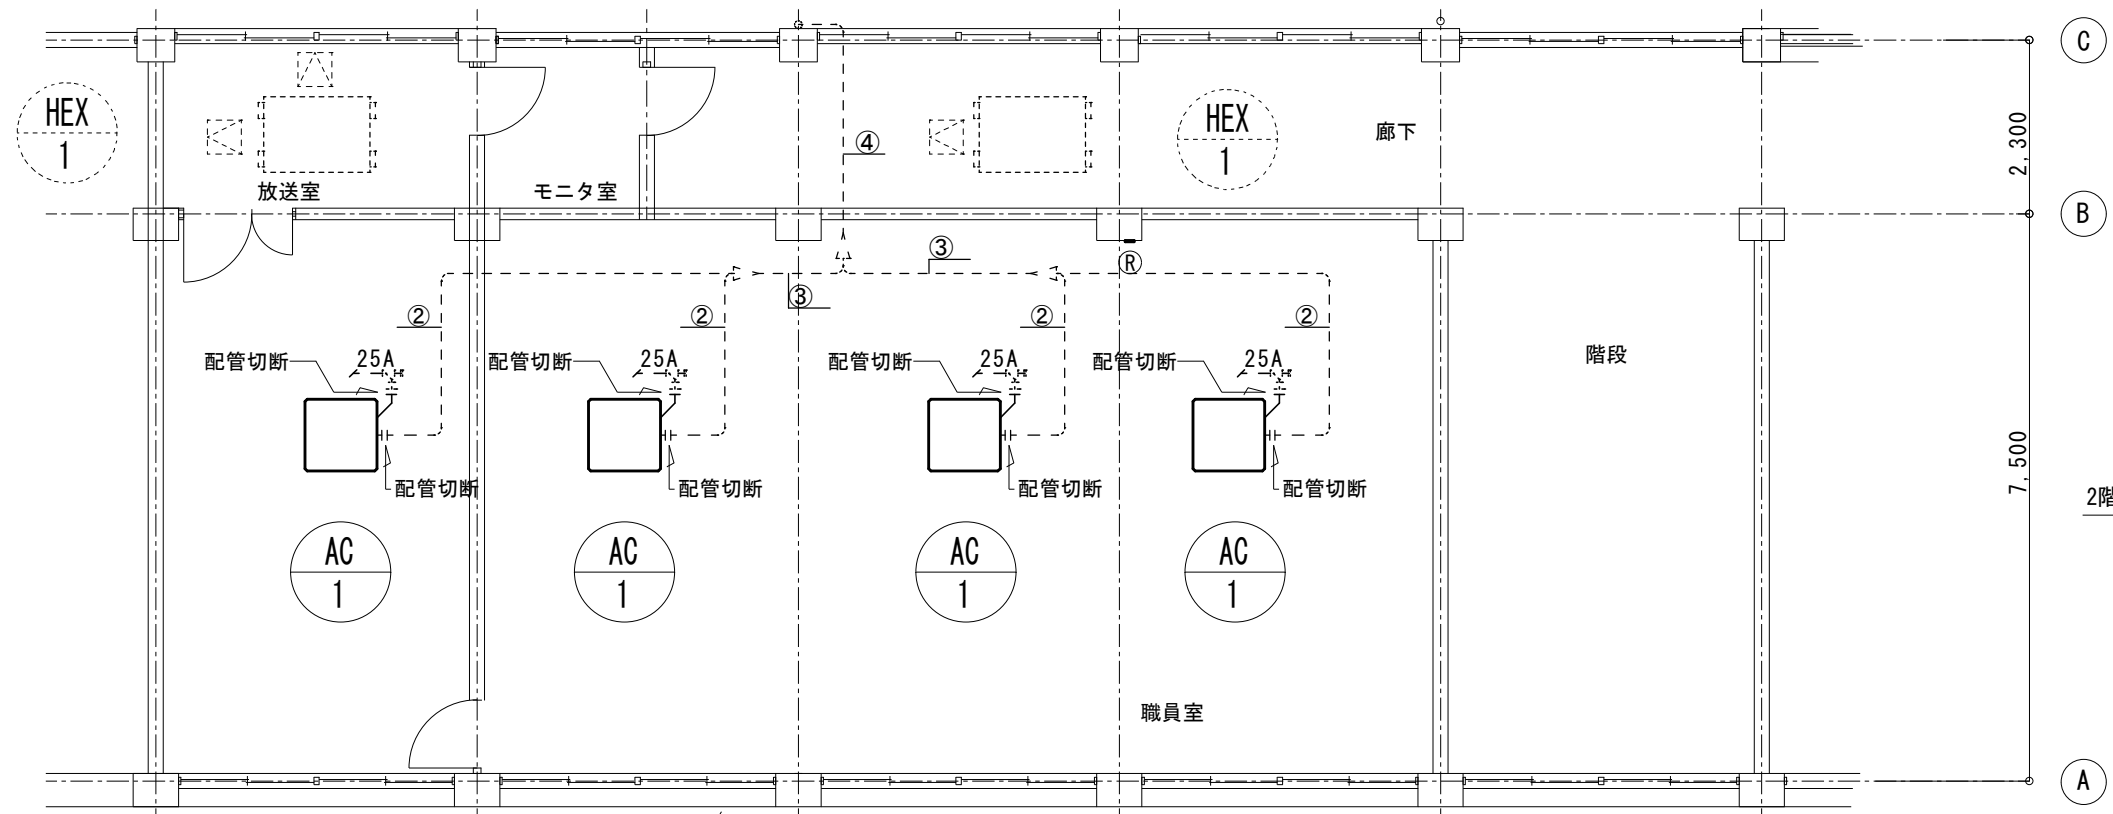 C
HEX
1
HEX
1
廊下
2,300
④
放送室
モニタ室
B
③
Ⓡ
③
②
②
②
②
配管切断
25A
配管切断
25A
配管切断
25A
配管切断
25A
階段
7,500
配管切断
配管切断
配管切断
配管切断
2階
AC
1
AC
1
AC
1
AC
1
職員室
A